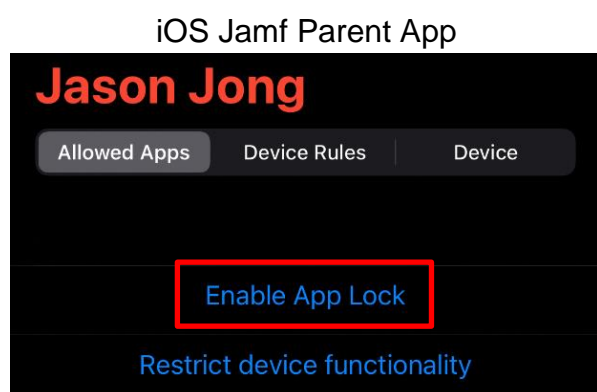 iOS Jamf Parent App
Jason Jong
Allowed Apps Device Rules Device
Enable App Lock
Restrict device functionality